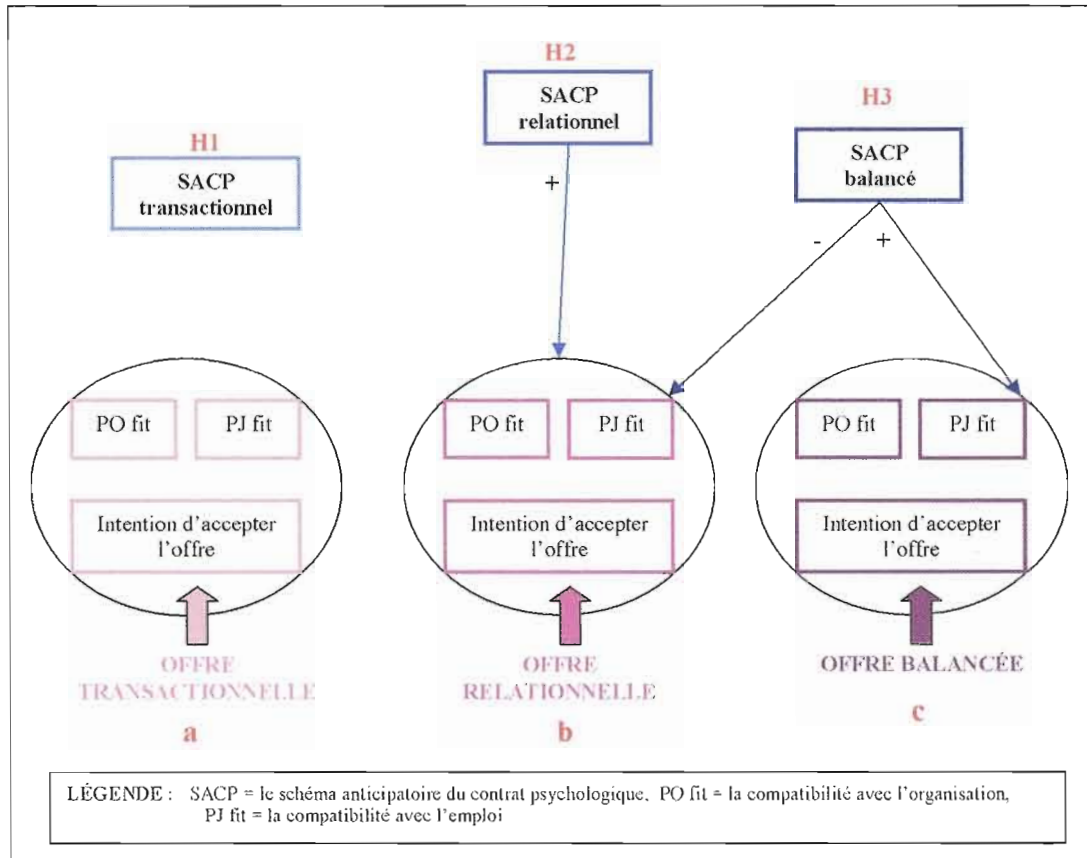 H2
SACP
relationnel
H3
SACP
balancé
H1
SACP
transactionnel
+
-
+
PO fit
PJ fit
Intention d'accepter
l'offre
PO fit
PJ fit
Intention d'accepter
l'offre
PO fit
PJ fit
Intention d'accepter
l'offre
OFFRE
TRANSACTIONNELLE
a
OFFRE
RELATIONNELLE
b
OFFRE BALANCÉE
c
LÉGENDE : SACP = le schéma anticipatoire du contrat psychologique, PO fit = la compatibilité avec l'organisation,
PJ fit = la compatibilité avec l'emploi